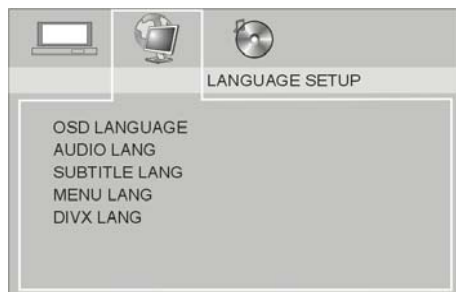 LANGUAGE SETUP
OSD LANGUAGE
AUDIO LANG
SUBTITLE LANG
MENU LANG
DIVX LANG